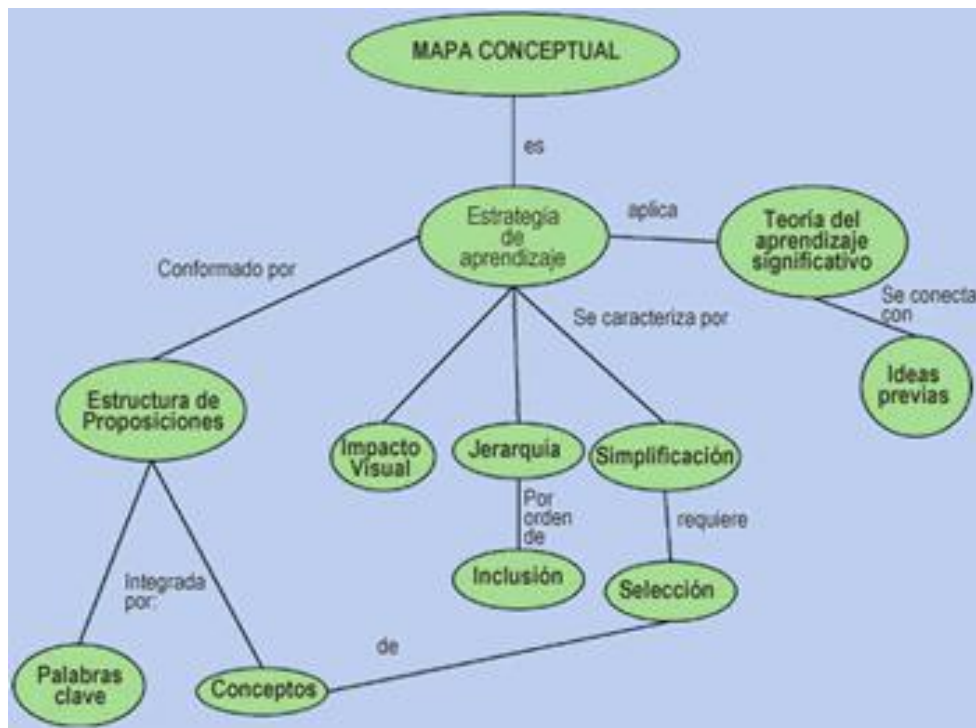 MAPA CONCEPTUAL
es
Estrategia
de
aprendizaje
aplica
Teoría del
aprendizaje
significativo
Conformado por
Se conecta
con
Se caracteriza por
Ideas
previas
Estructura de
Proposiciones
Impacto
Visual
Jerarquía
Simplificación
Por
orden
de
requiere
Integrada
por:
Inclusión
Selección
de
Palabras
clave
Conceptos